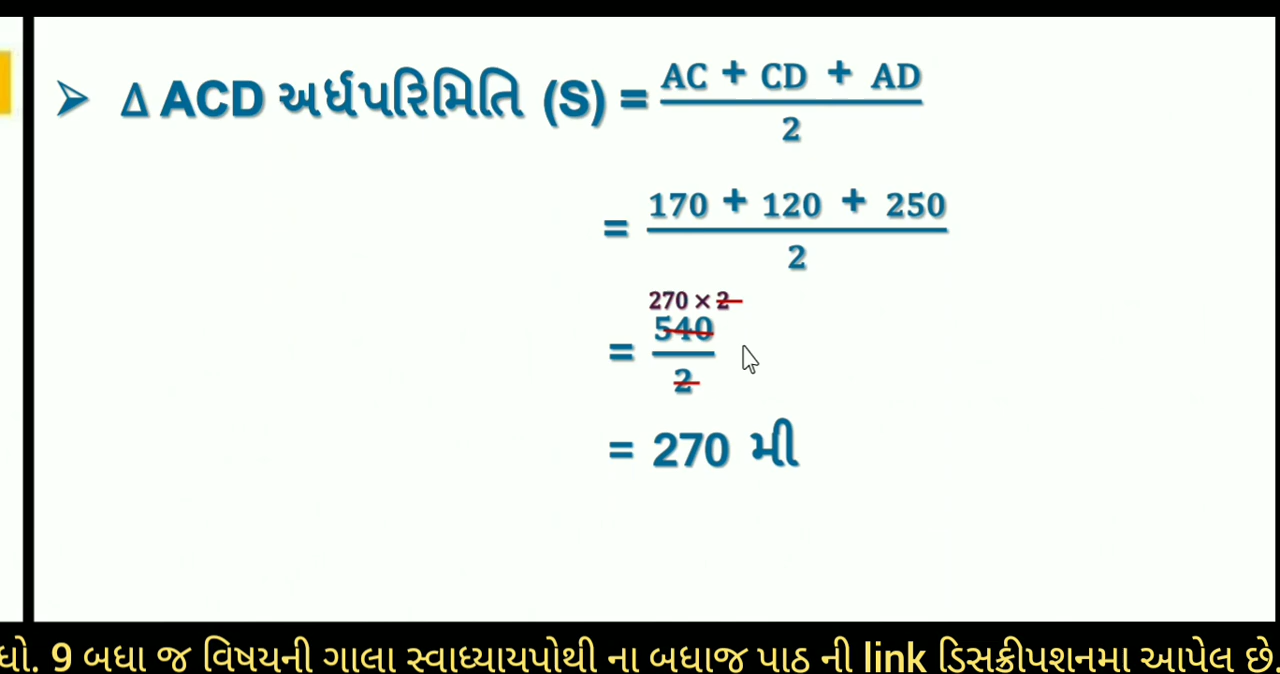 ➢ Δ ACD અર્ધપરિમિતિ (S) = AC + CD + AD / 2
= 170 + 120 + 250 / 2
270 × 2
= 540 / 2
= 270 મી
ધો. 9 બધા જ વિષયની ગાલા સ્વાધ્યાયપોથી ના બધાજ પાઠ ની link ડિસક્રીપશનમા આપેલ છે.